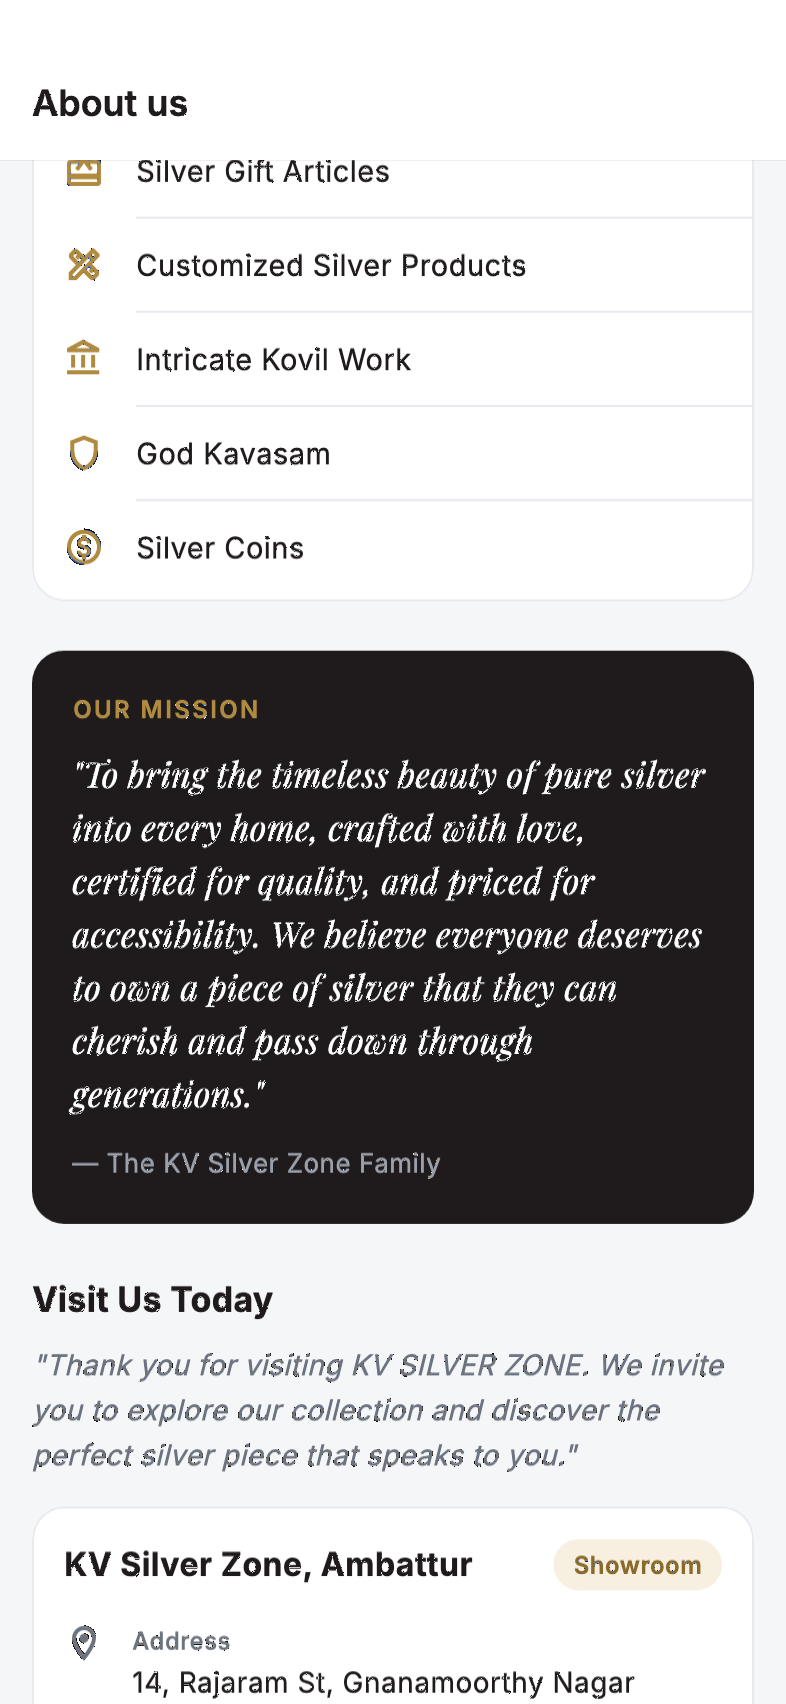 About us
Silver Gift Articles
Customized Silver Products
Intricate Kovil Work
God Kavasam
Silver Coins
OUR MISSION
"To bring the timeless beauty of pure silver
into every home, crafted with love,
certified for quality, and priced for
accessibility. We believe everyone deserves
to own a piece of silver that they can
cherish and pass down through
generations."
— The KV Silver Zone Family
Visit Us Today
"Thank you for visiting KV SILVER ZONE. We invite
you to explore our collection and discover the
perfect silver piece that speaks to you."
KV Silver Zone, Ambattur
Showroom
Address
14, Rajaram St, Gnanamoorthy Nagar